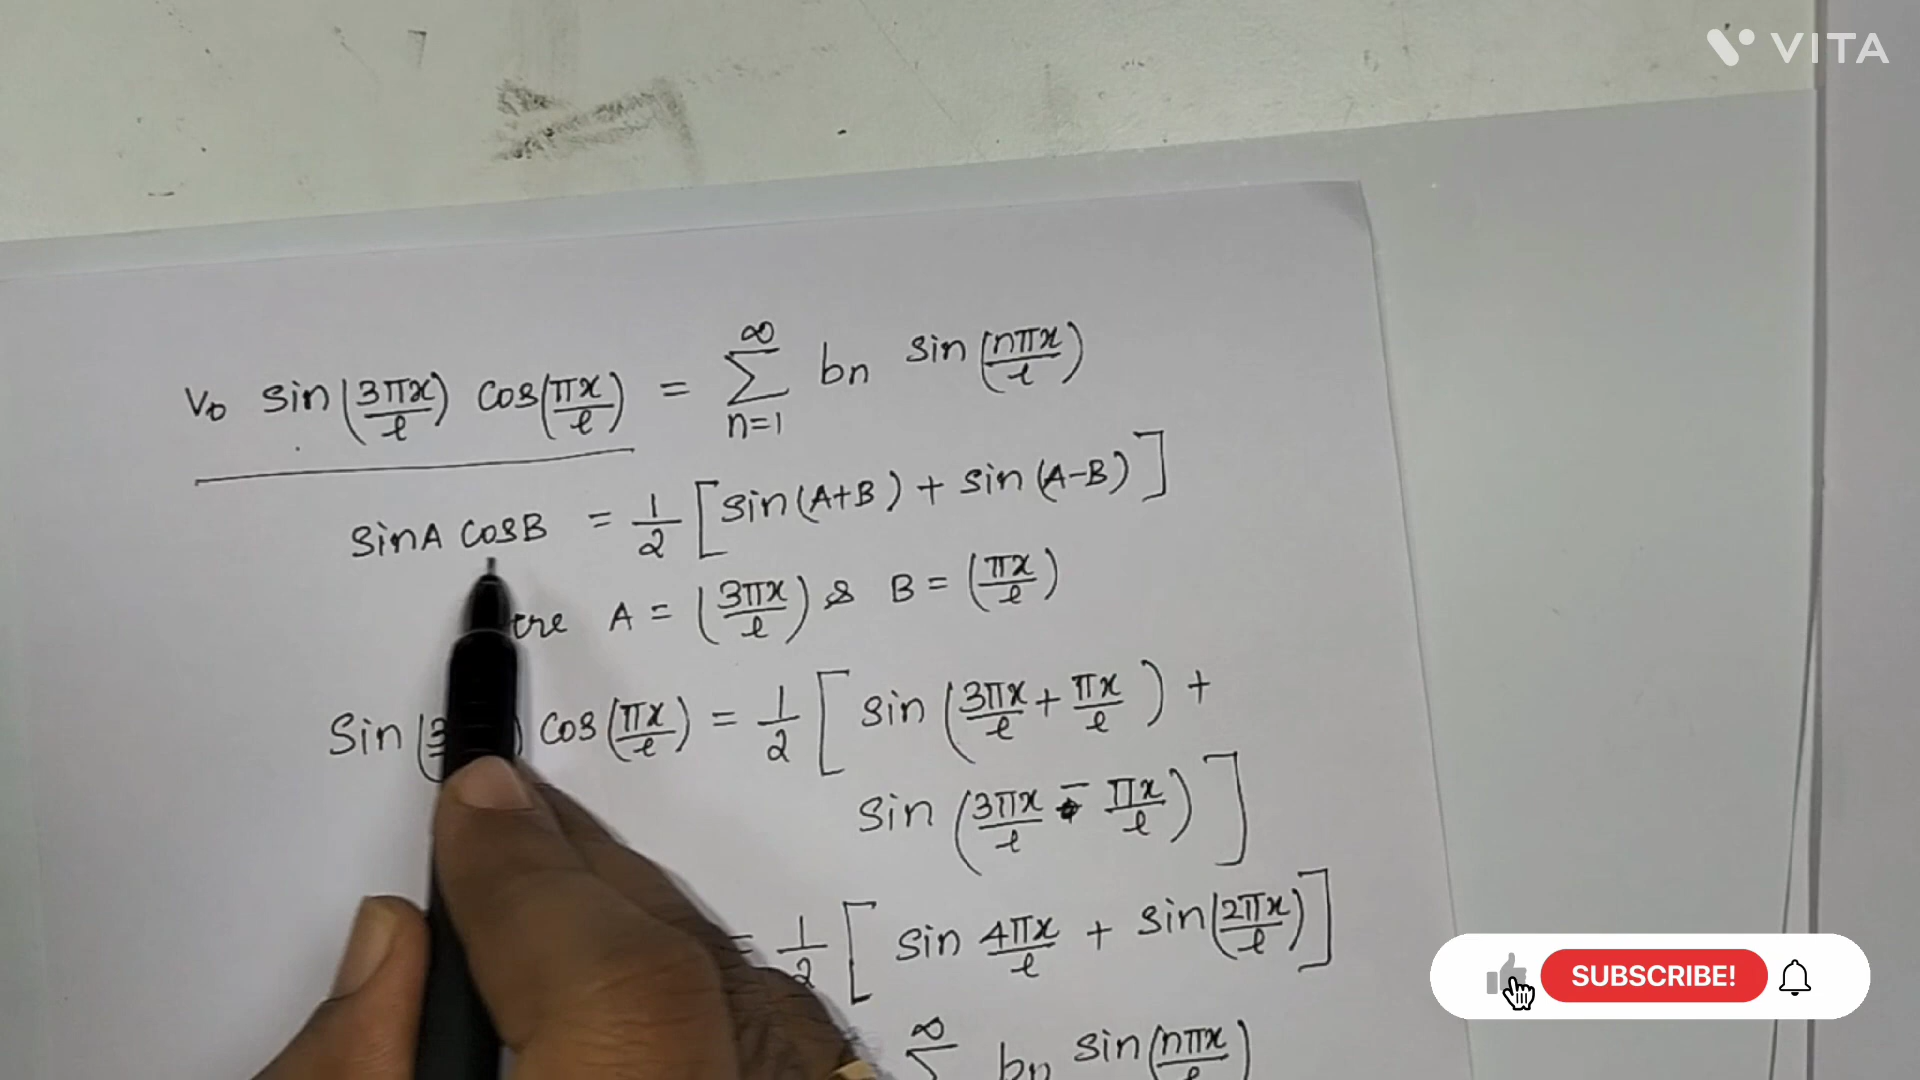 VITA
V₀ sin(3πx/l) cos(πx/l) = ∑_{n=1}^{∞} bn sin(nπx/l)
sinA cosB = 1/2 [sin(A+B) + sin(A-B)]
A = (3πx/l) & B = (πx/l)
Sin(3 cos(πx/l) = 1/2 [ sin(3πx/l + πx/l) +
sin(3πx/l - πx/l) ]
= 1/2 [ sin 4πx/l + sin(2πx/l) ]
SUBSCRIBE!
∑^{∞} bn sin(nπx/l)